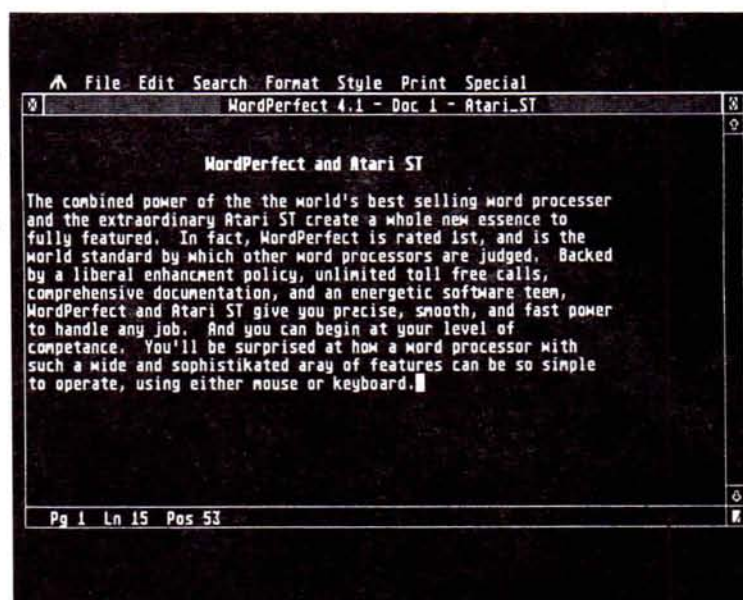 File Edit Search Format Style Print Special
WordPerfect 4.1 - Doc 1 - Atari_ST
WordPerfect and Atari ST
The combined power of the the world's best selling word processer
and the extraordinary Atari ST create a whole new essence to
fully featured. In fact, WordPerfect is rated 1st, and is the
world standard by which other word processors are judged. Backed
by a liberal enhancment policy, unlimited toll free calls,
comprehensive documentation, and an energetic software teem,
WordPerfect and Atari ST give you precise, smooth, and fast power
to handle any job. And you can begin at your level of
competance. You'll be surprised at how a word processor with
such a wide and sophistikated aray of features can be so simple
to operate, using either mouse or keyboard.
Pg 1 Ln 15 Pos 53